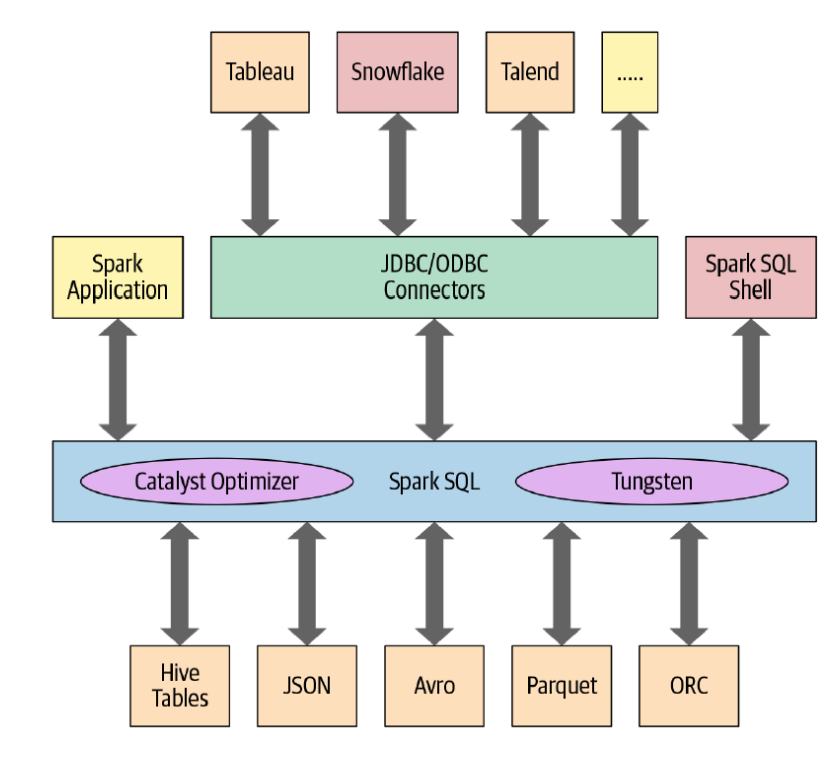 Tableau
Snowflake
Talend
.....
Spark
Application
JDBC/ODBC
Connectors
Spark SQL
Shell
Catalyst Optimizer
Spark SQL
Tungsten
Hive
Tables
JSON
Avro
Parquet
ORC